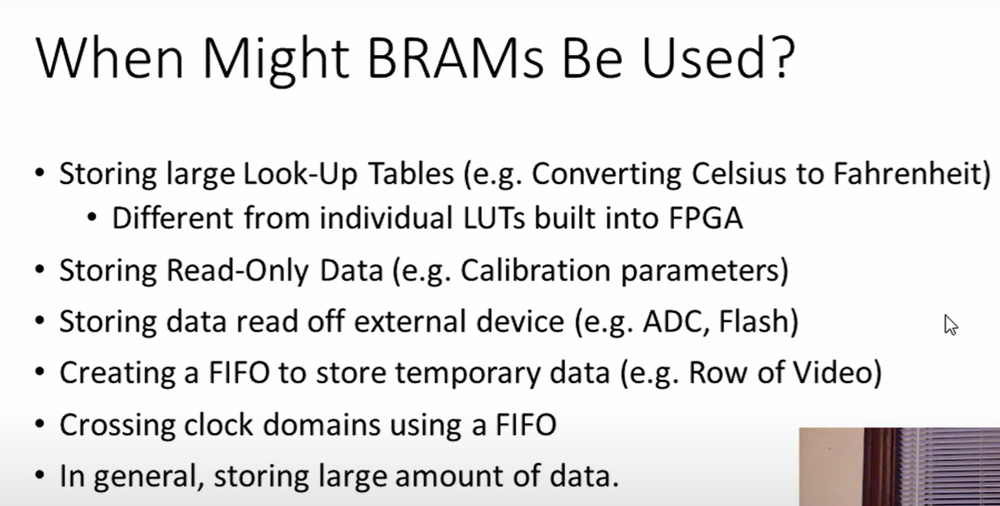 When Might BRAMs Be Used?
• Storing large Look-Up Tables (e.g. Converting Celsius to Fahrenheit)
• Different from individual LUTs built into FPGA
• Storing Read-Only Data (e.g. Calibration parameters)
• Storing data read off external device (e.g. ADC, Flash)
• Creating a FIFO to store temporary data (e.g. Row of Video)
• Crossing clock domains using a FIFO
• In general, storing large amount of data.